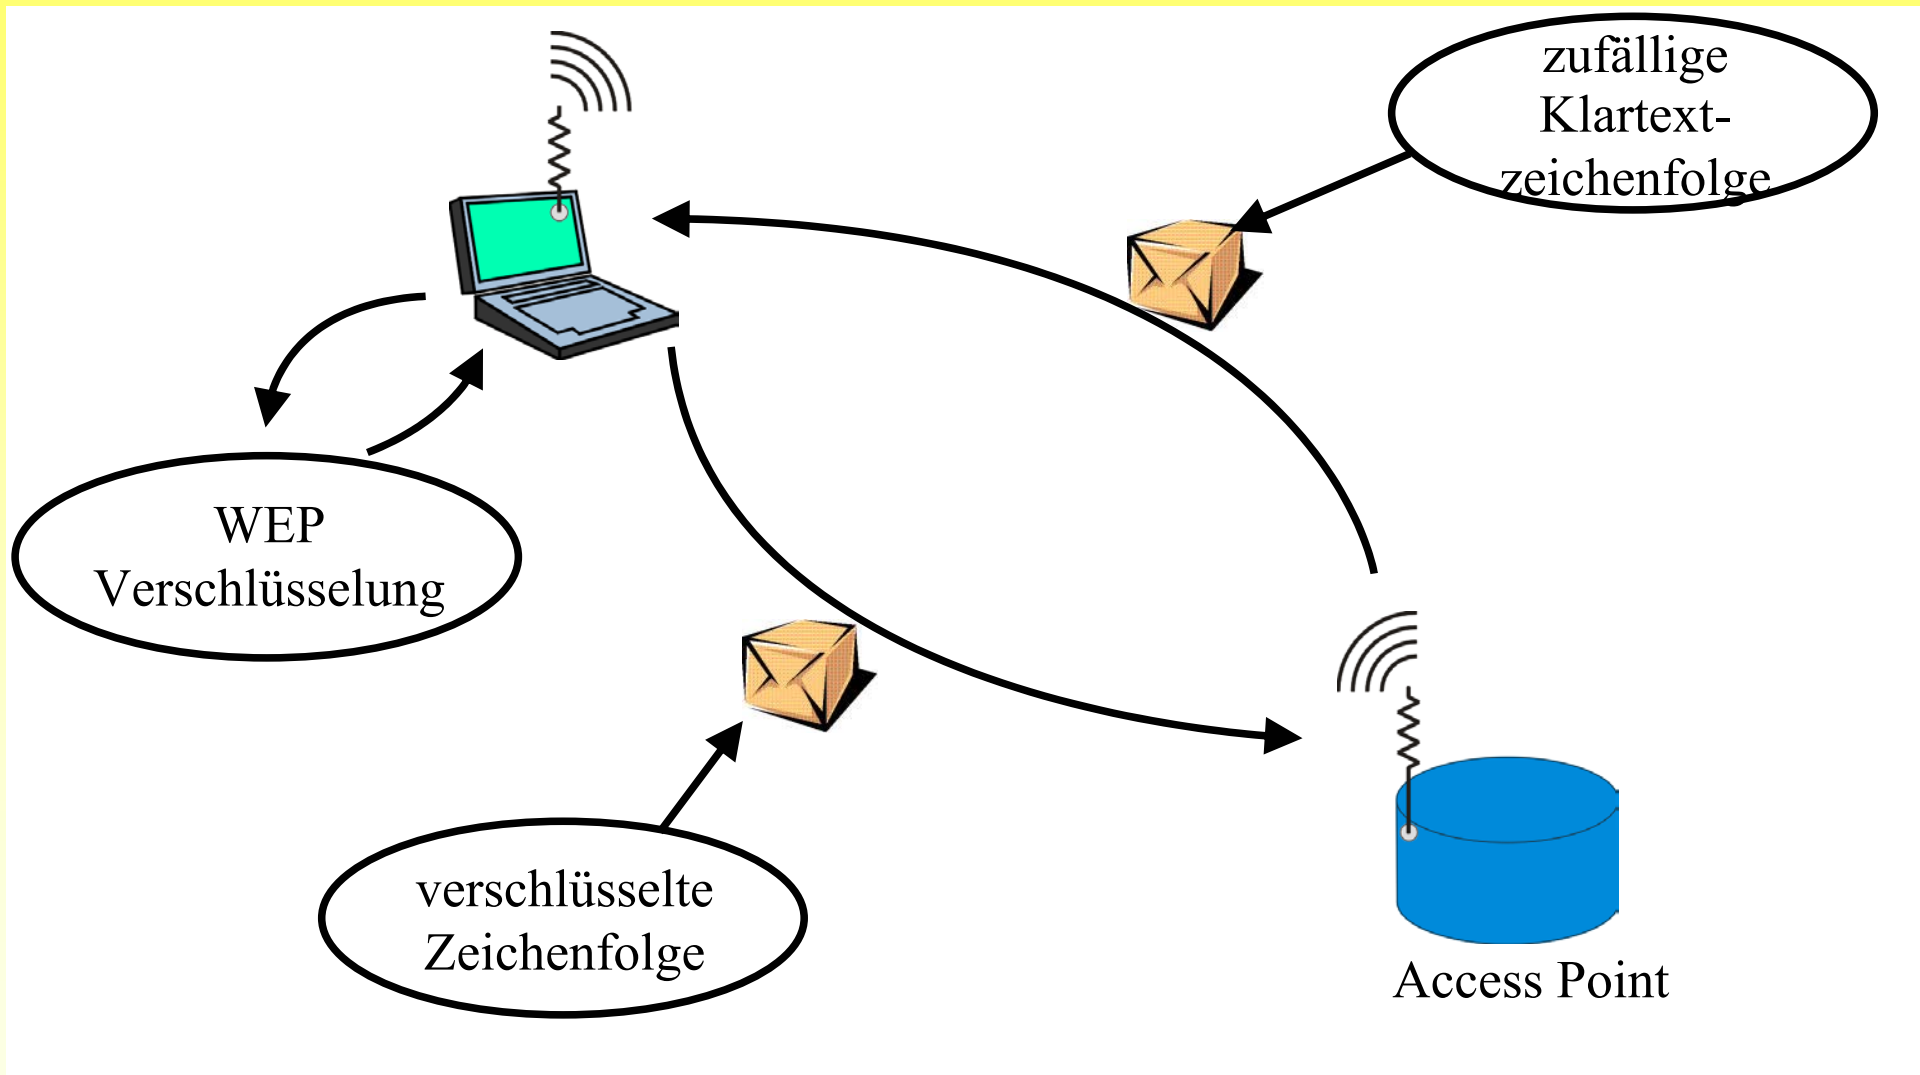 zufällige
Klartext-
zeichenfolge
WEP
Verschlüsselung
verschlüsselte
Zeichenfolge
Access Point